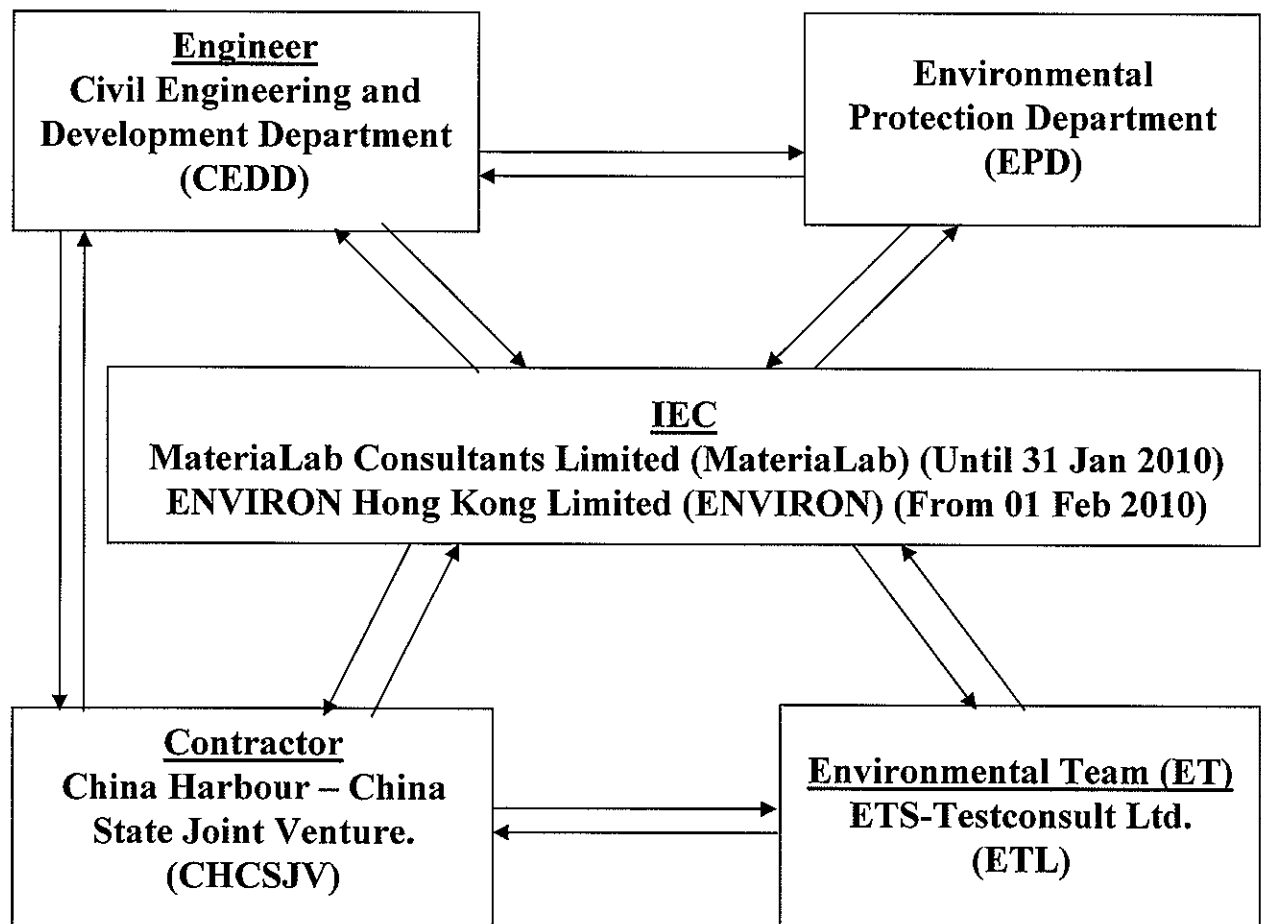 Engineer
Civil Engineering and
Development Department
(CEDD)
Environmental
Protection Department
(EPD)
IEC
MateriaLab Consultants Limited (MateriaLab) (Until 31 Jan 2010)
ENVIRON Hong Kong Limited (ENVIRON) (From 01 Feb 2010)
Contractor
China Harbour – China
State Joint Venture.
(CHCSJV)
Environmental Team (ET)
ETS-Testconsult Ltd.
(ETL)